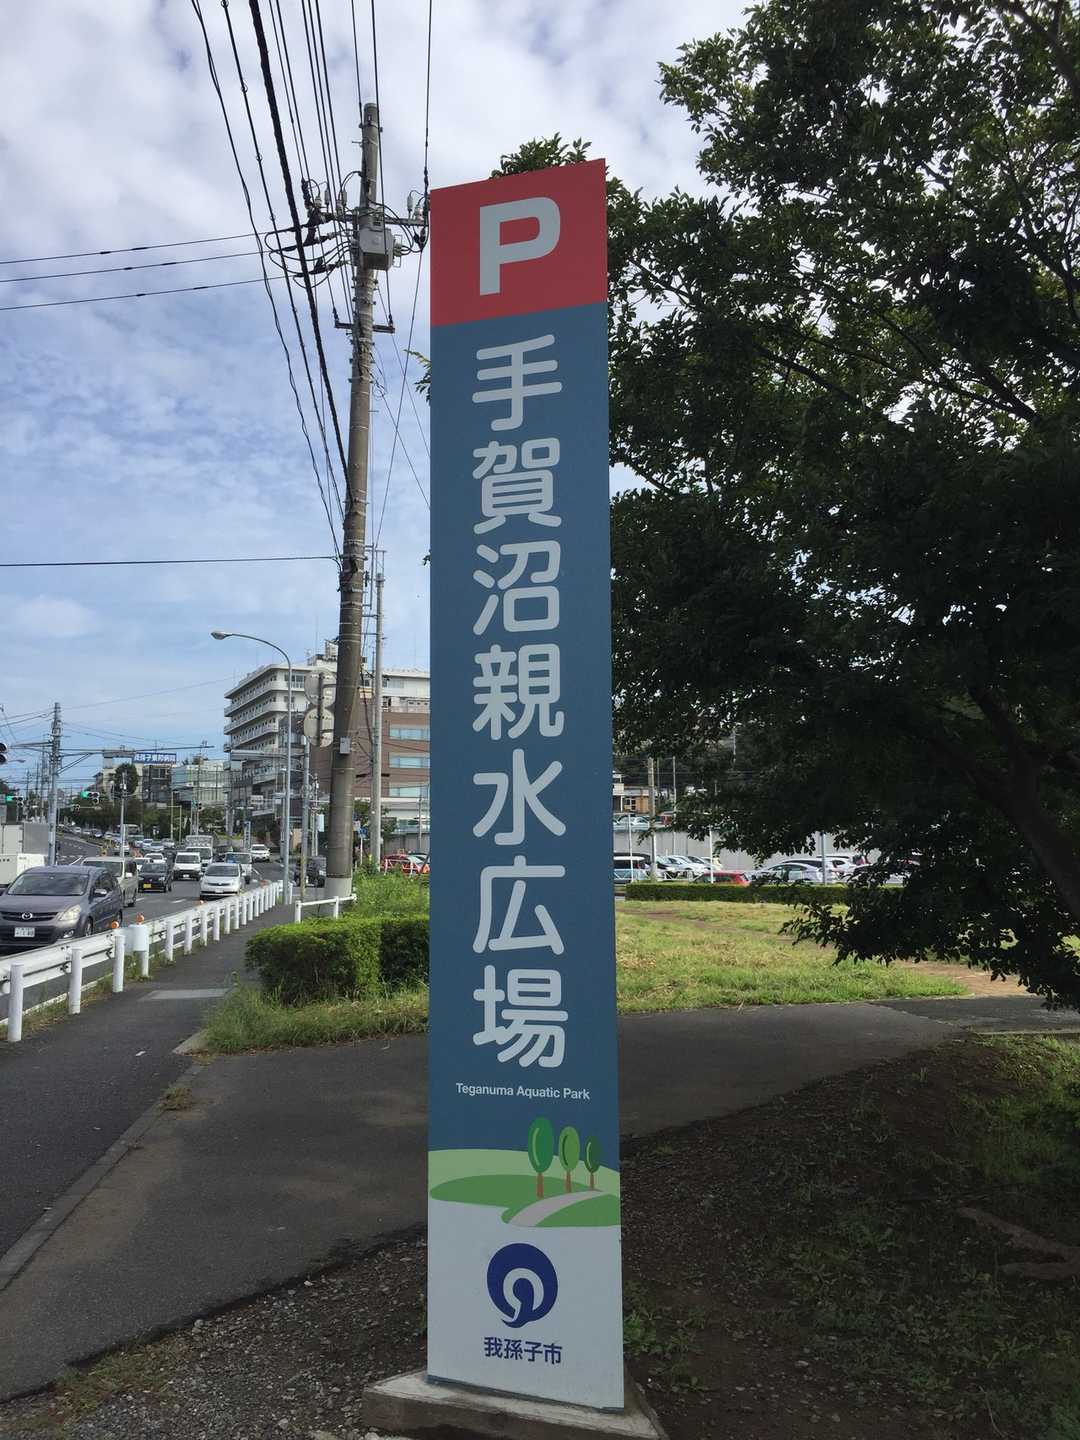 P
手賀沼親水広場
Teganuma Aquatic Park
我孫子市